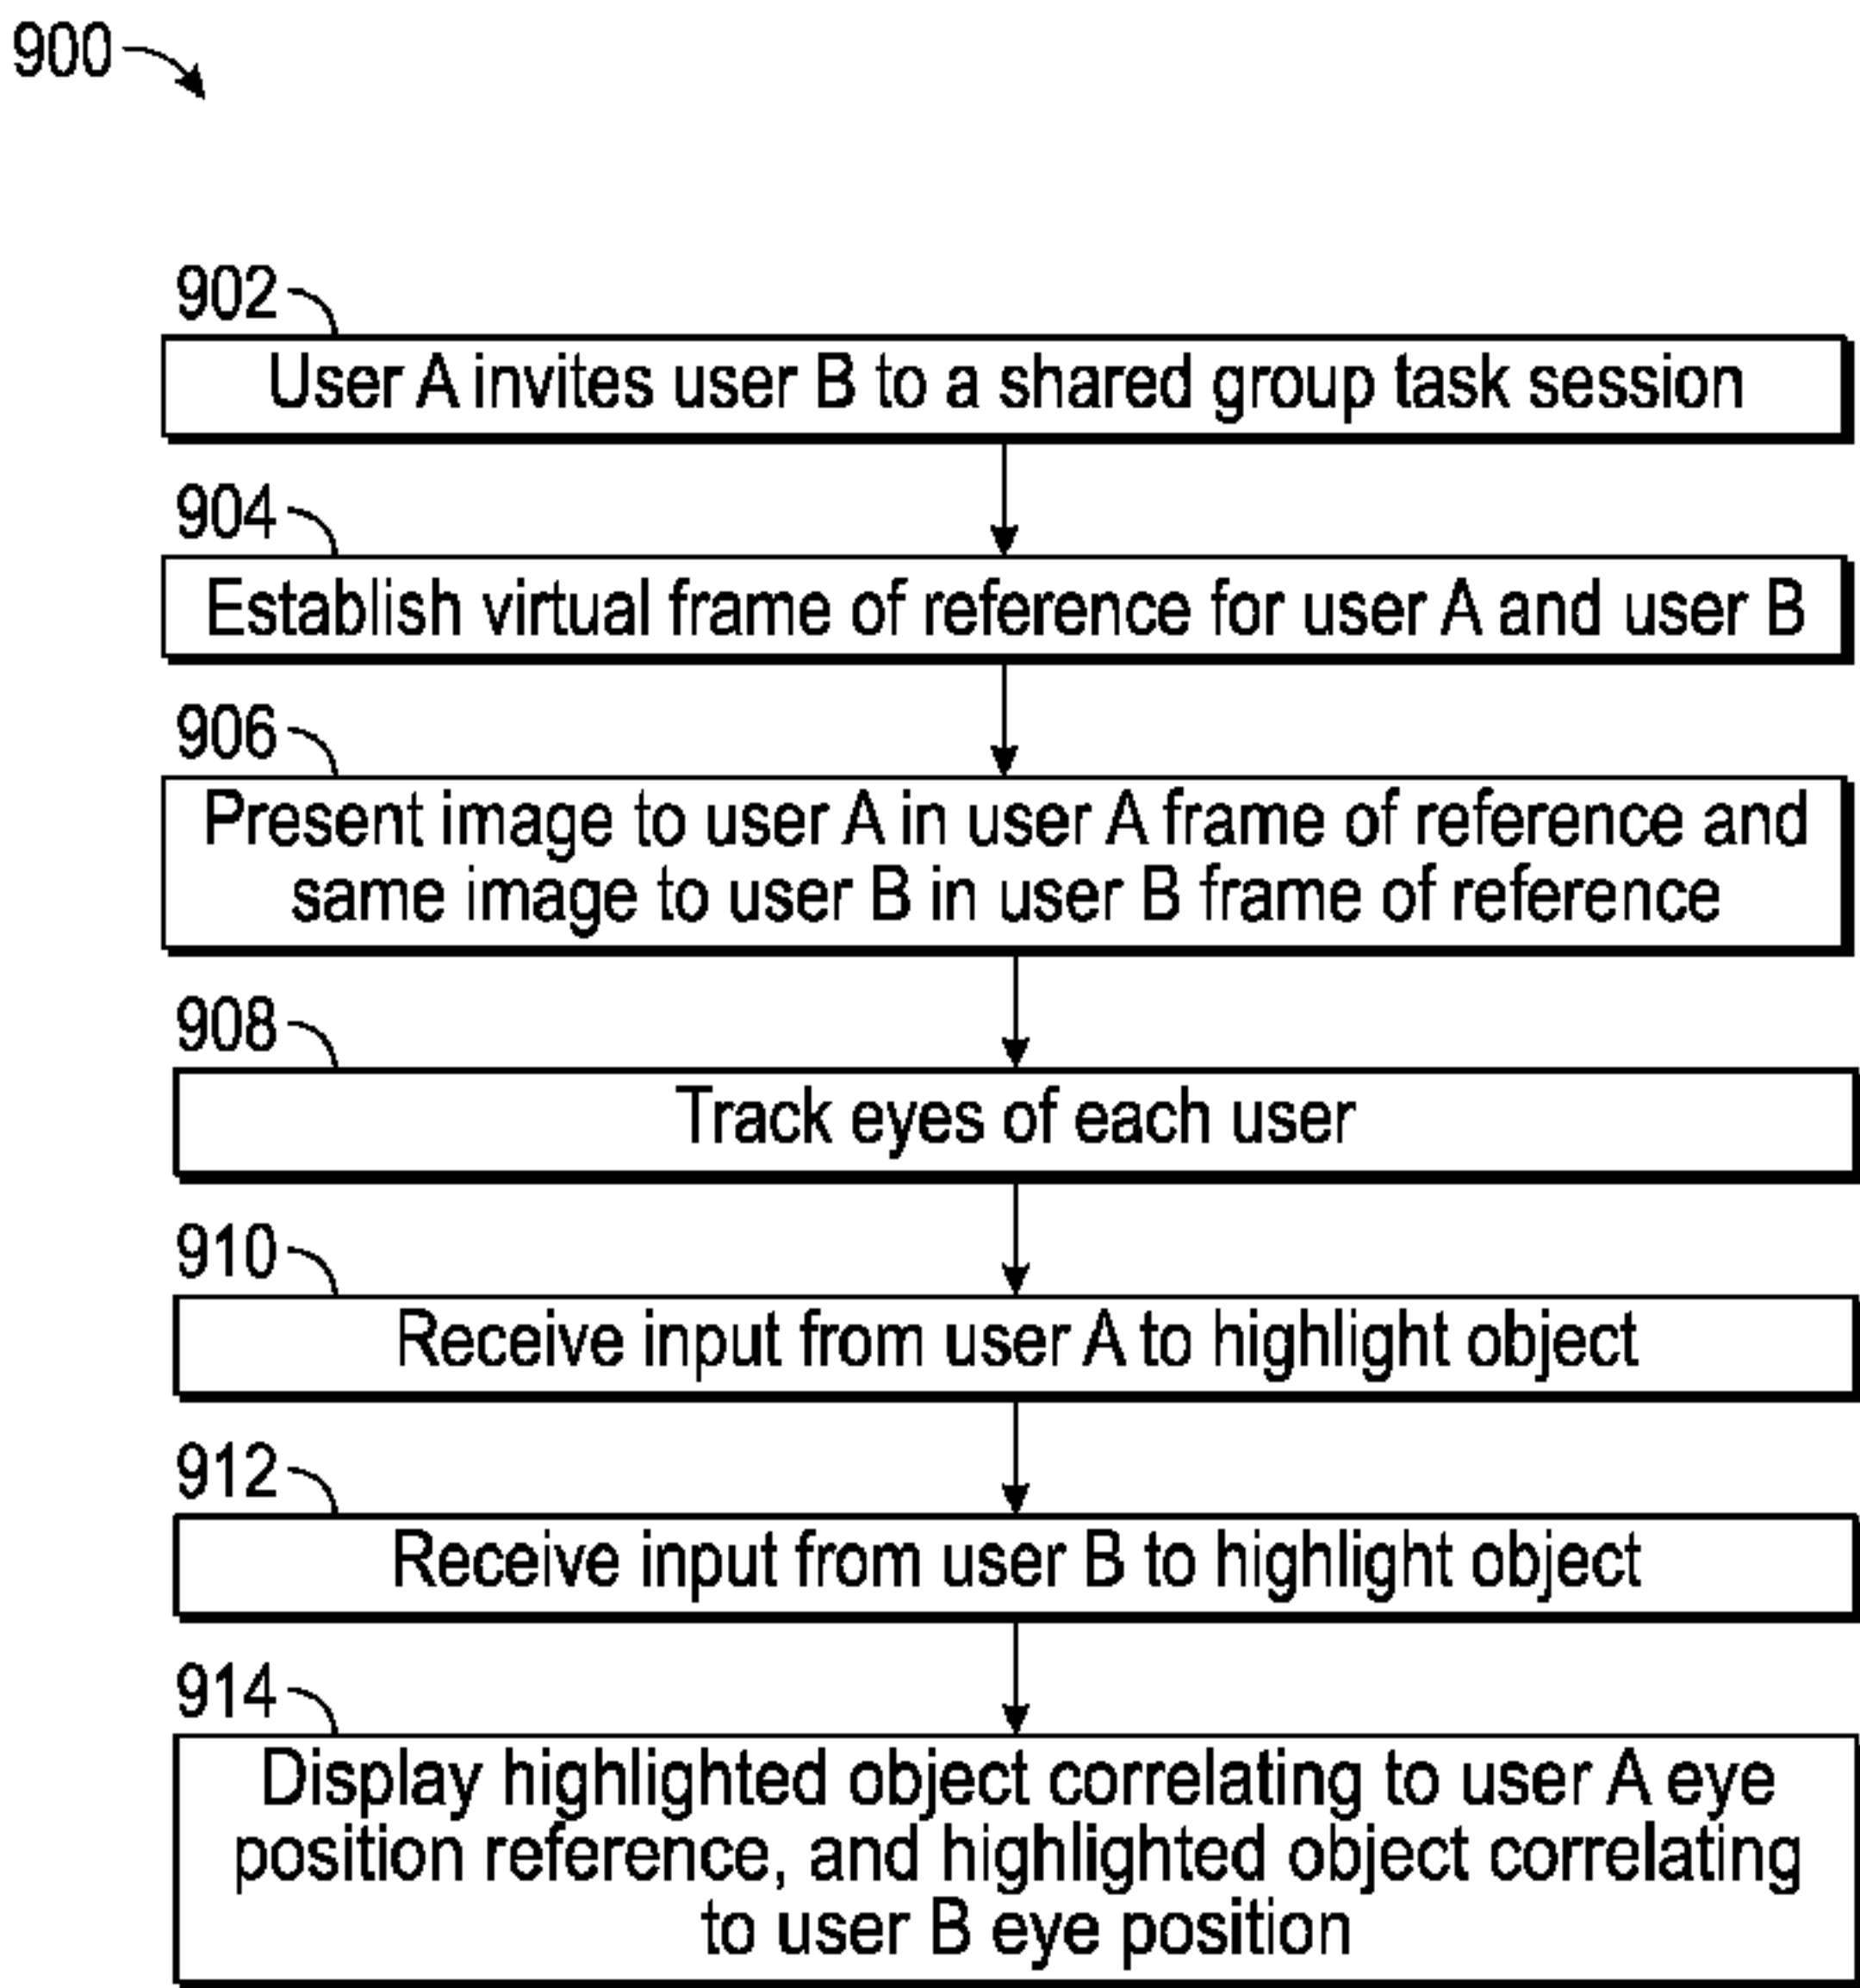 900
902
User A invites user B to a shared group task session
904
Establish virtual frame of reference for user A and user B
906
Present image to user A in user A frame of reference and
same image to user B in user B frame of reference
908
Track eyes of each user
910
Receive input from user A to highlight object
912
Receive input from user B to highlight object
914
Display highlighted object correlating to user A eye
position reference, and highlighted object correlating
to user B eye position